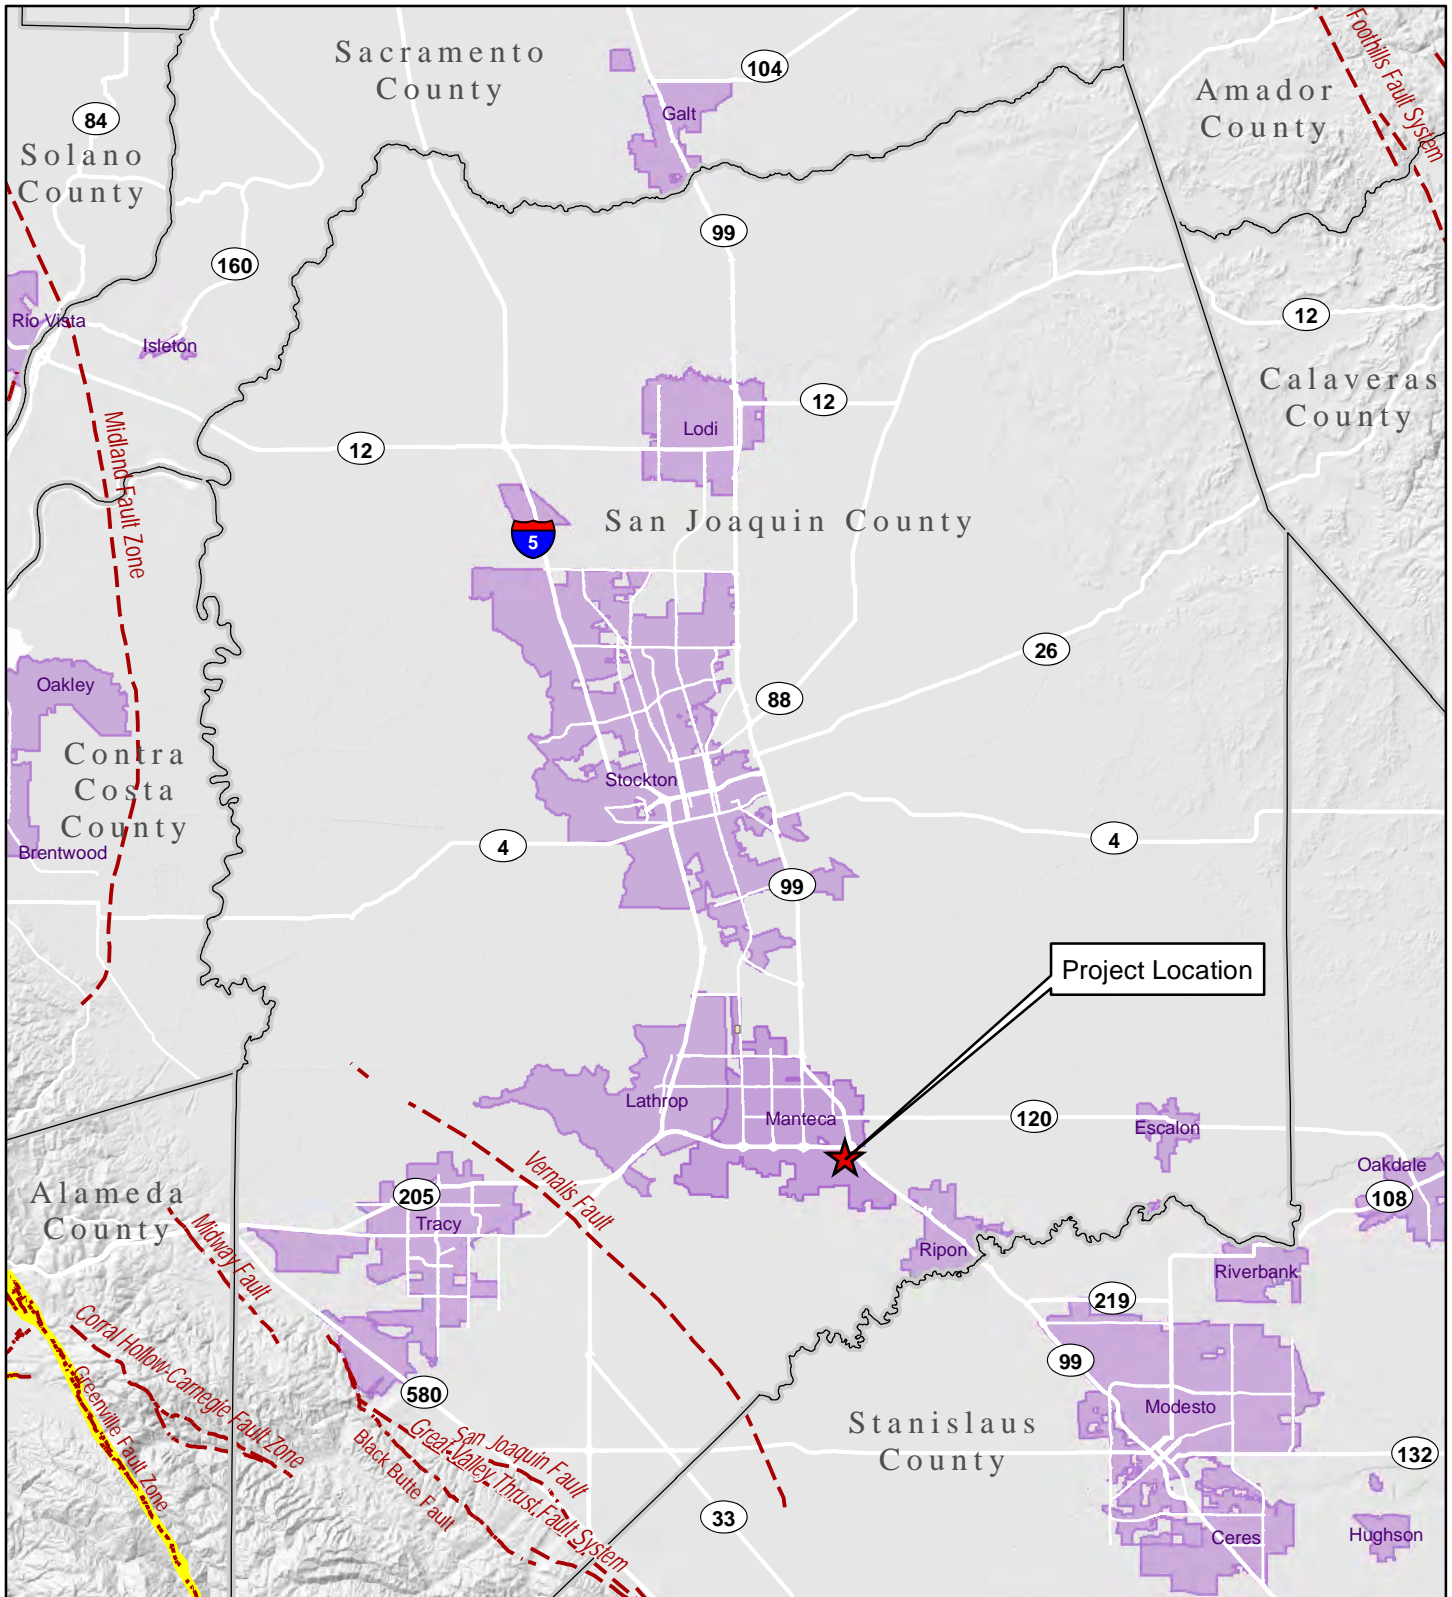 Sacramento
County
104
Foothills Fault System
Amador
County
84
Galt
Solano
County
99
160
12
Rio Vista
Isleton
Calaveras
County
12
Midland Fault Zone
Lodi
12
San Joaquin County
5
26
Oakley
88
Contra
Costa
County
Stockton
4
4
Brentwood
99
Project Location
Lathrop
Manteca
120
Escalon
Vernalis Fault
Oakdale
Alameda
County
205
108
Midway Fault
Tracy
Ripon
Riverbank
219
Corral Hollow-Carnegie Fault Zone
99
Greenville Fault Zone
580
Modesto
San Joaquin Fault
Great Valley Thrust Fault System
Black Butte Fault
Stanislaus
County
132
33
Ceres
Hughson